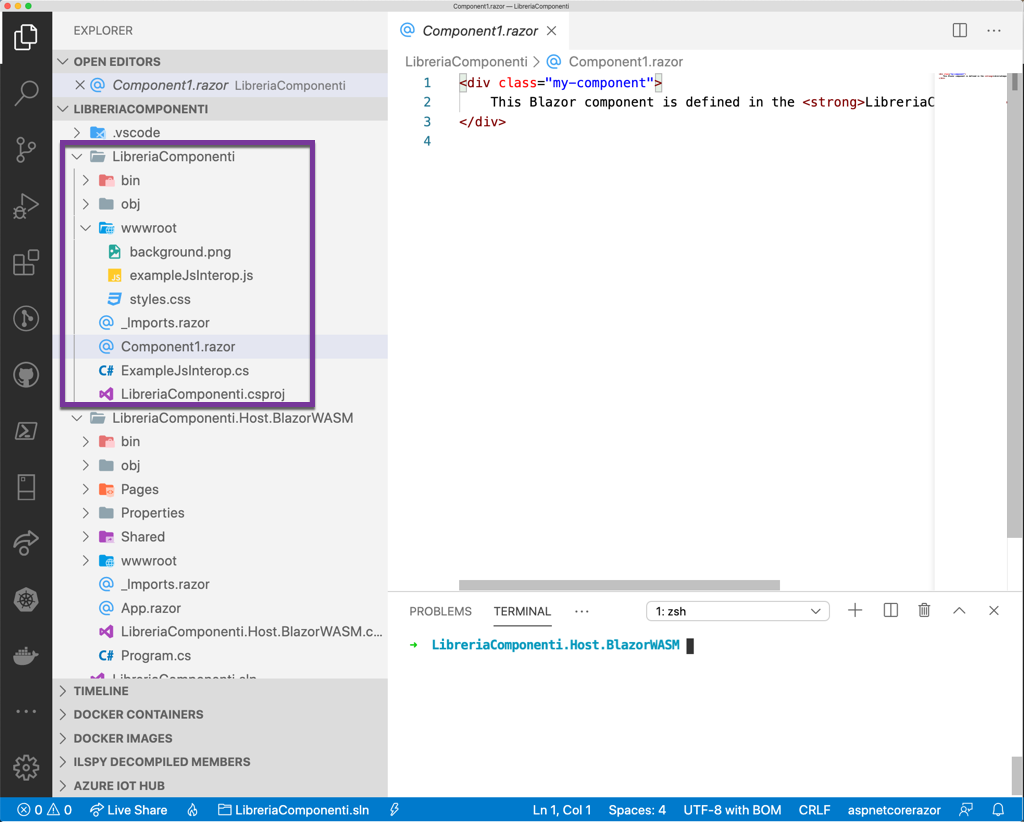 Component1.razor — LibreriaComponenti
EXPLORER
OPEN EDITORS
Component1.razor LibreriaComponenti
LIBRERIACOMPONENTI
.vscode
LibreriaComponenti
bin
obj
wwwroot
background.png
JS exampleJsInterop.js
styles.css
@ _Imports.razor
@ Component1.razor
C# ExampleJsInterop.cs
LibreriaComponenti.csproj
LibreriaComponenti.Host.BlazorWASM
bin
obj
Pages
Properties
Shared
wwwroot
@ _Imports.razor
@ App.razor
LibreriaComponenti.Host.BlazorWASM.c...
C# Program.cs
LibreriaComponenti.sln
TIMELINE
DOCKER CONTAINERS
DOCKER IMAGES
ILSPY DECOMPILED MEMBERS
AZURE IOT HUB
@ Component1.razor
LibreriaComponenti > @ Component1.razor
1 <div class="my-component">
2 This Blazor component is defined in the <strong>LibreriaC
3 </div>
4
PROBLEMS TERMINAL ...
1: zsh
→ LibreriaComponenti.Host.BlazorWASM
0 0 Live Share LibreriaComponenti.sln Ln 1, Col 1 Spaces: 4 UTF-8 with BOM CRLF aspnetcorerazor